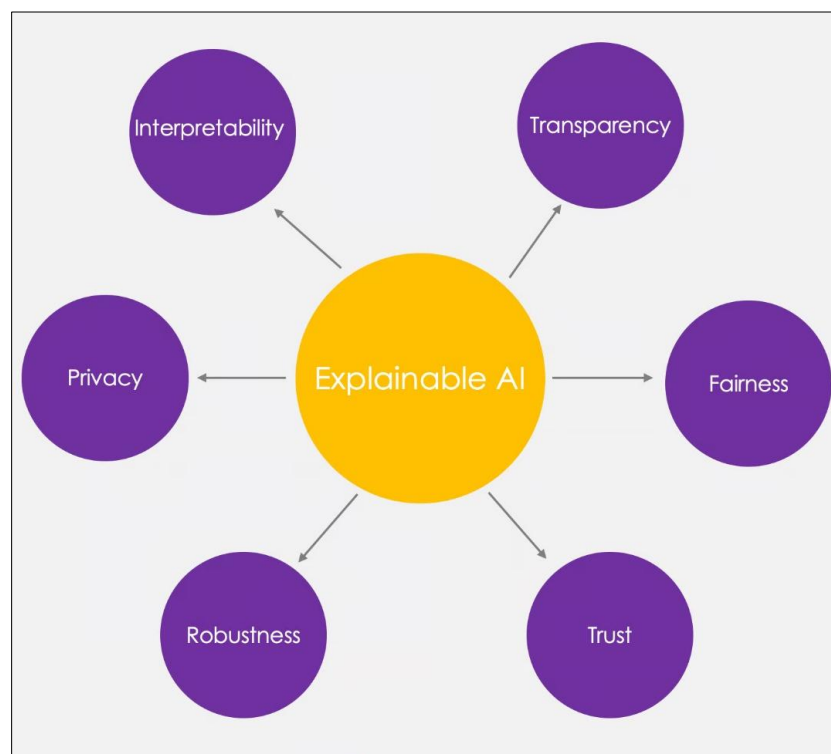 Interpretability
Transparency
Privacy
Explainable AI
Fairness
Robustness
Trust